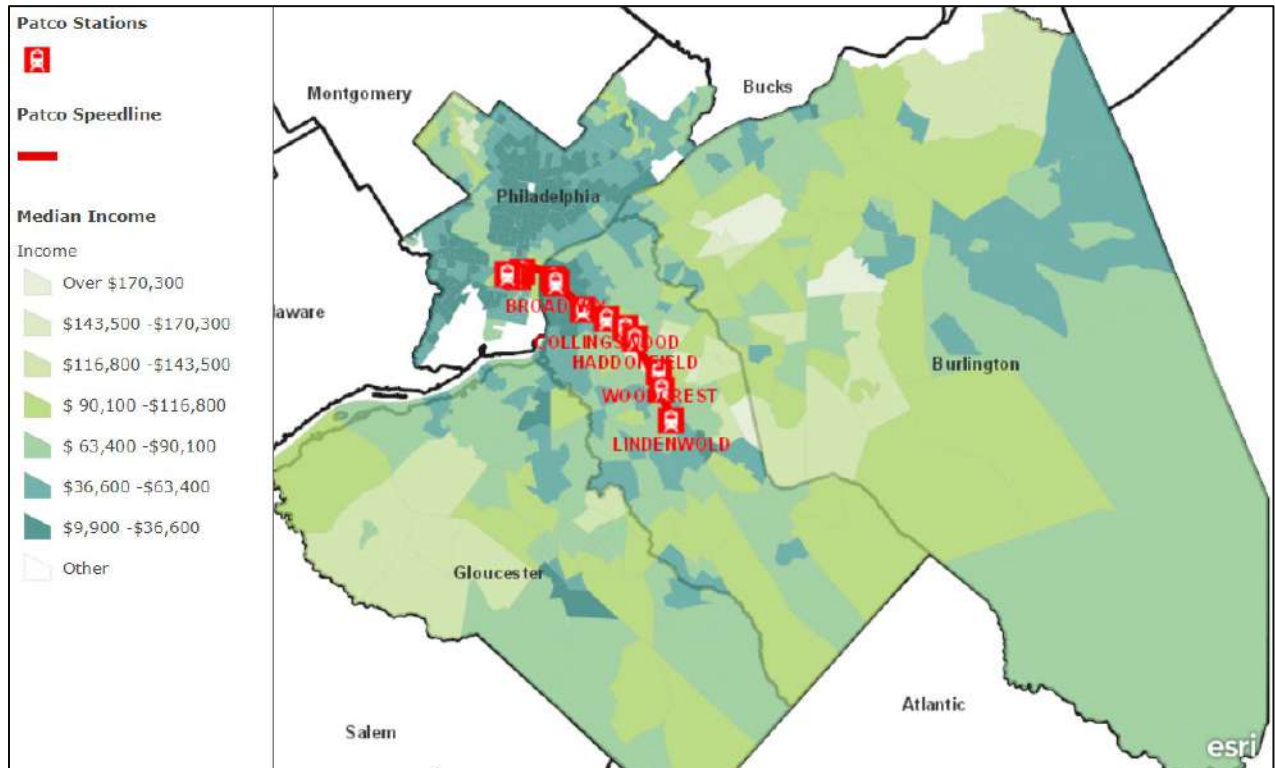 Patco Stations
Patco Speedline
Median Income
Income
Over $170,300
$143,500 -$170,300
$116,800 -$143,500
$ 90,100 -$116,800
$ 63,400 -$90,100
$36,600 -$63,400
$9,900 -$36,600
Other
Montgomery
Bucks
Philadelphia
laware
BROADWAY
COLLINGSWOOD
HADDONFIELD
WOODCREST
LINDENWOLD
Burlington
Gloucester
Atlantic
Salem
esri